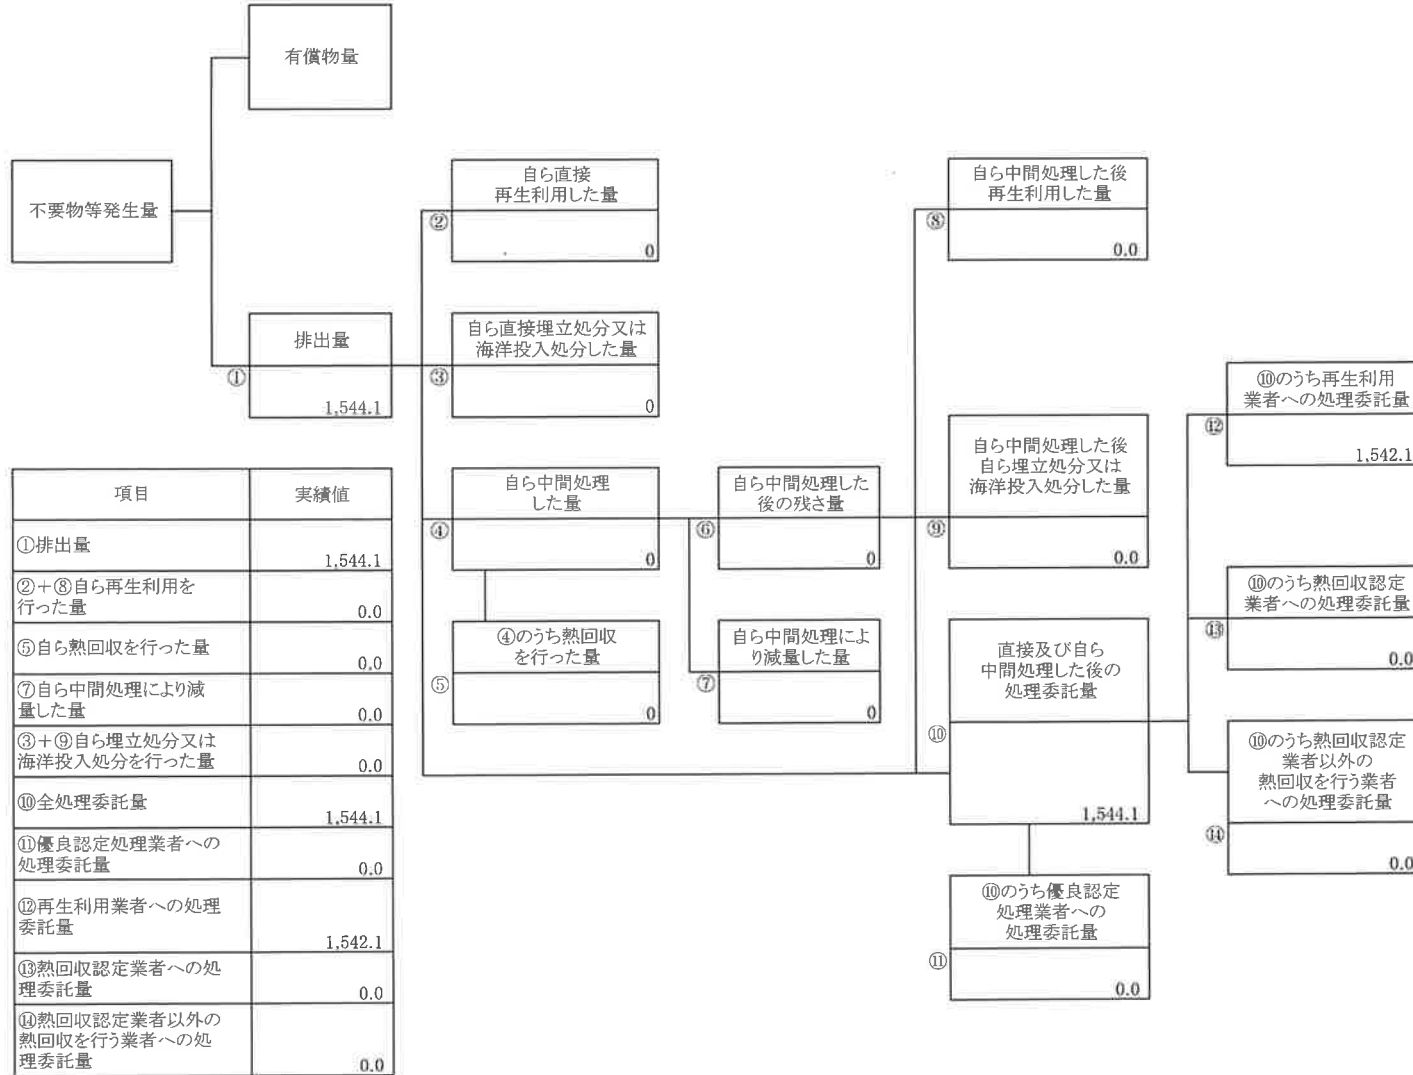 有償物量
不要物等発生量
排出量
①
1,544.1
自ら直接
再生利用した量
②
0
自ら直接埋立処分又は
海洋投入処分した量
③
0
自ら中間処理
した量
④
0
④のうち熱回収
を行った量
⑤
0
自ら中間処理した
後の残さ量
⑥
0
自ら中間処理によ
り減量した量
⑦
0
自ら中間処理した後
再生利用した量
⑧
0.0
自ら中間処理した後
自ら埋立処分又は
海洋投入処分した量
⑨
0.0
直接及び自ら
中間処理した後の
処理委託量
⑩
1,544.1
⑩のうち優良認定
処理業者への
処理委託量
⑪
0.0
⑩のうち再生利用
業者への処理委託量
⑫
1,542.1
⑩のうち熱回収認定
業者への処理委託量
⑬
0.0
⑩のうち熱回収認定
業者以外の
熱回収を行う業者
への処理委託量
⑭
0.0
項目 実績値
①排出量
1,544.1
②+⑧自ら再生利用を
行った量 0.0
⑤自ら熱回収を行った量
0.0
⑦自ら中間処理により減
量した量 0.0
③+⑨自ら埋立処分又は
海洋投入処分を行った量 0.0
⑩全処理委託量
1,544.1
⑪優良認定処理業者への
処理委託量 0.0
⑫再生利用業者への処理
委託量
1,542.1
⑬熱回収認定業者への処
理委託量 0.0
⑭熱回収認定業者以外の
熱回収を行う業者への処
理委託量 0.0